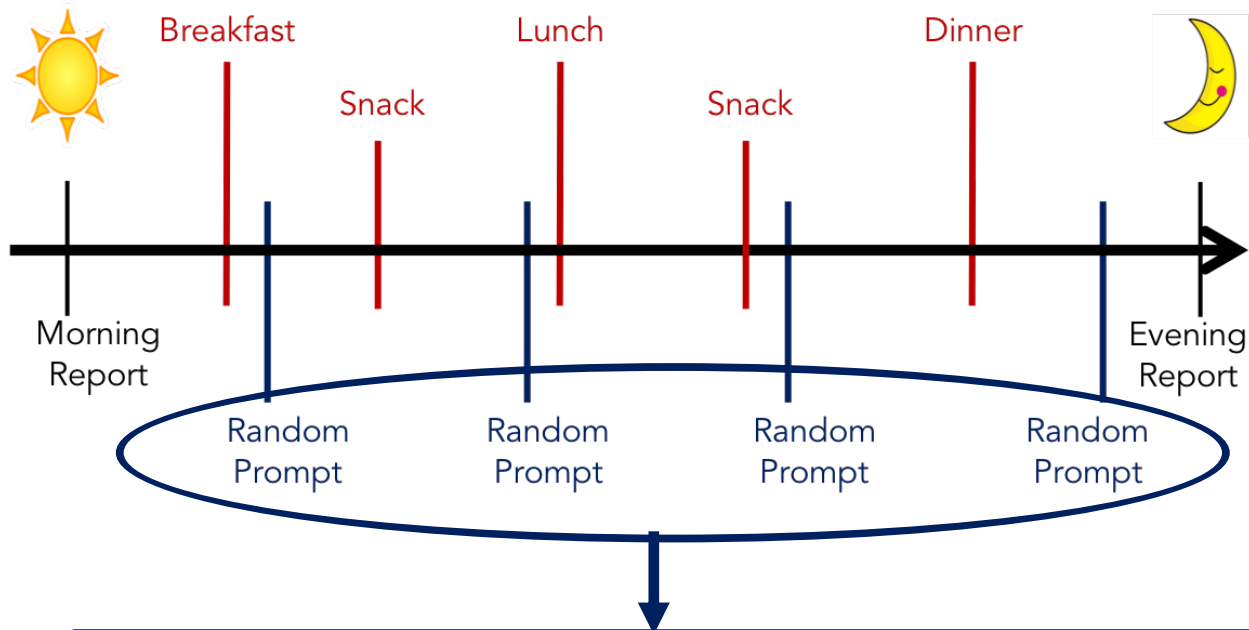 Breakfast
Lunch
Dinner
Snack
Snack
Morning
Report
Evening
Report
Random
Prompt
Random
Prompt
Random
Prompt
Random
Prompt